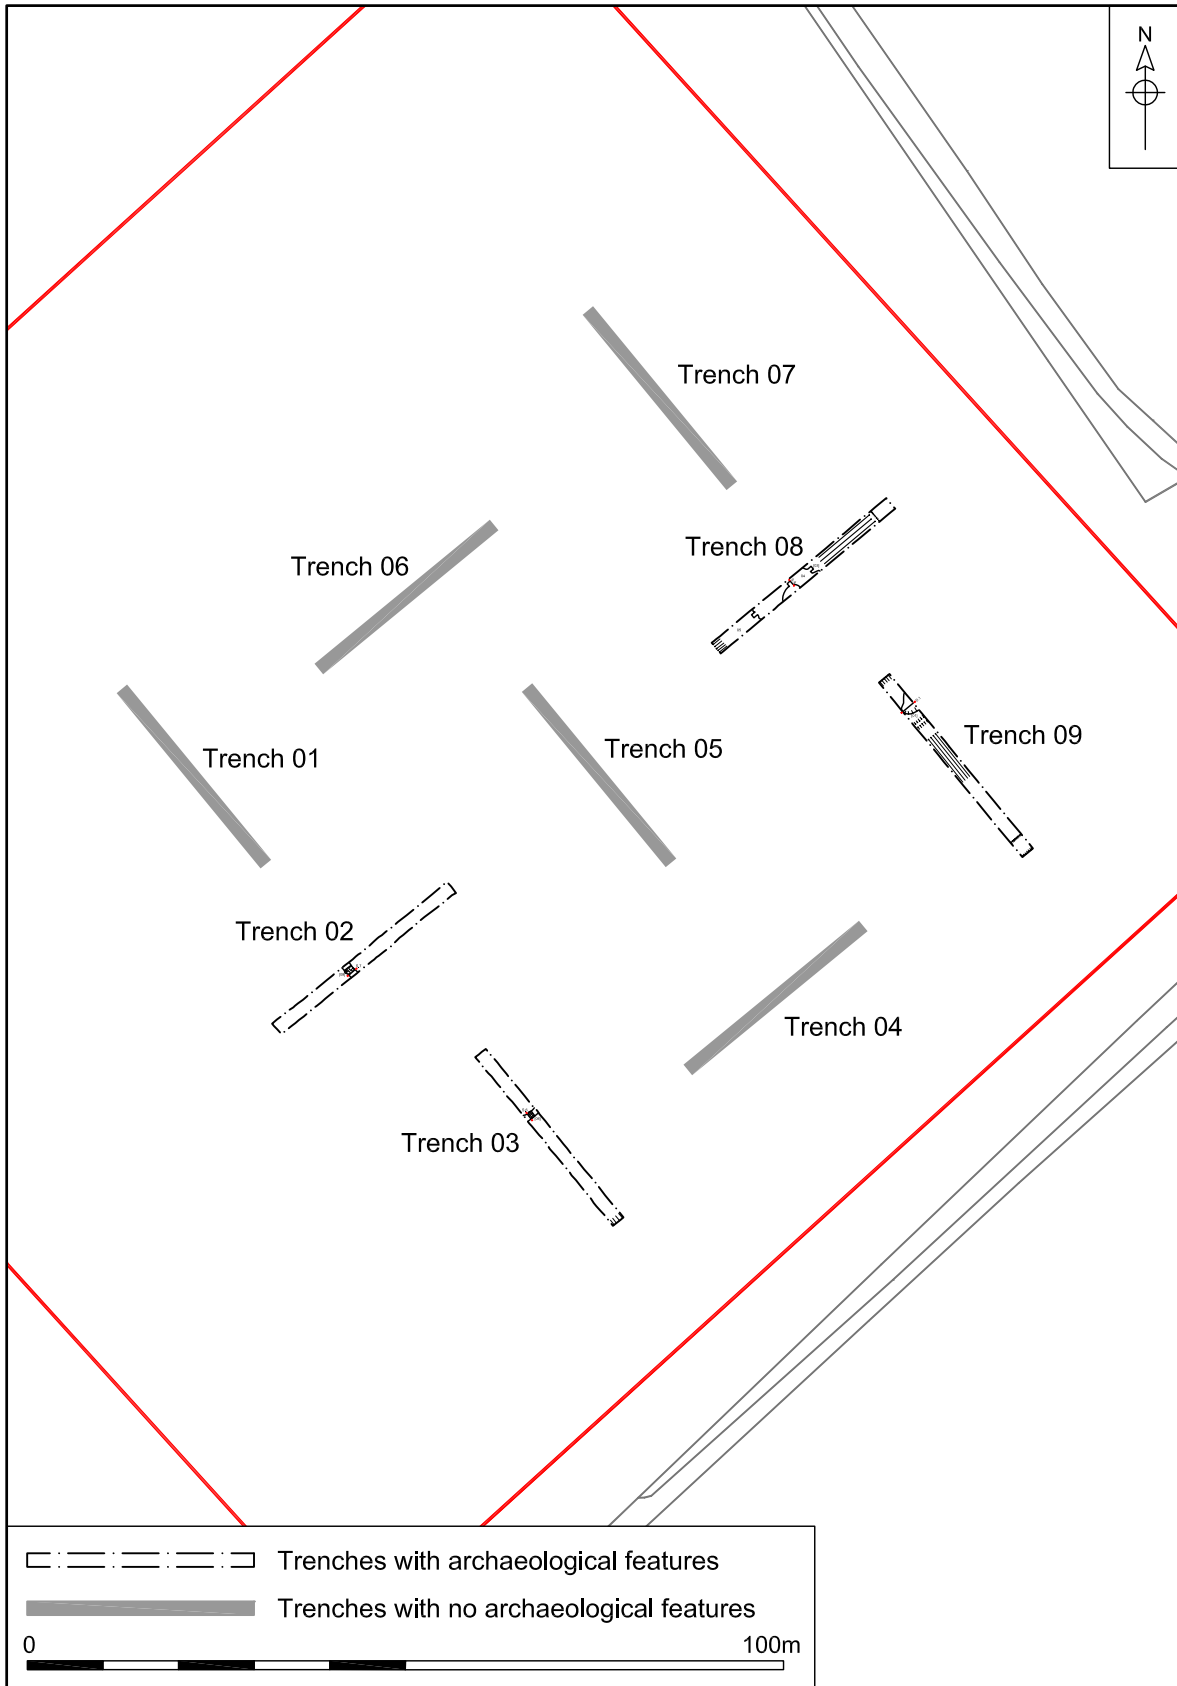 N
Trench 07
Trench 08
Trench 06
Trench 09
Trench 05
Trench 01
Trench 02
Trench 04
Trench 03
Trenches with archaeological features
Trenches with no archaeological features
0 100m